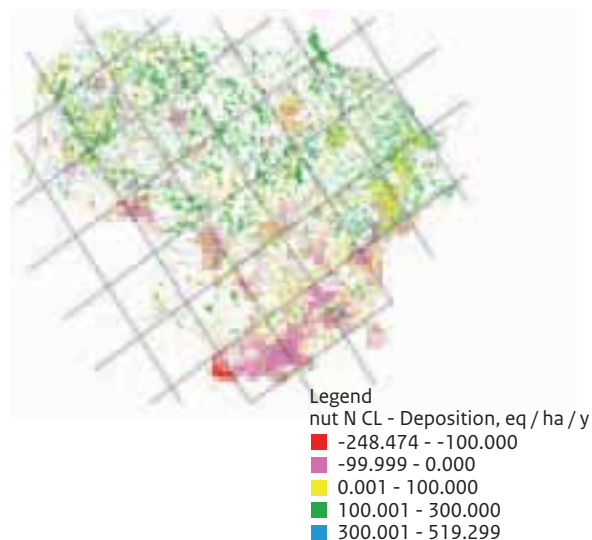 Legend
nut N CL - Deposition, eq / ha / y
-248.474 - -100.000
-99.999 - 0.000
0.001 - 100.000
100.001 - 300.000
300.001 - 519.299